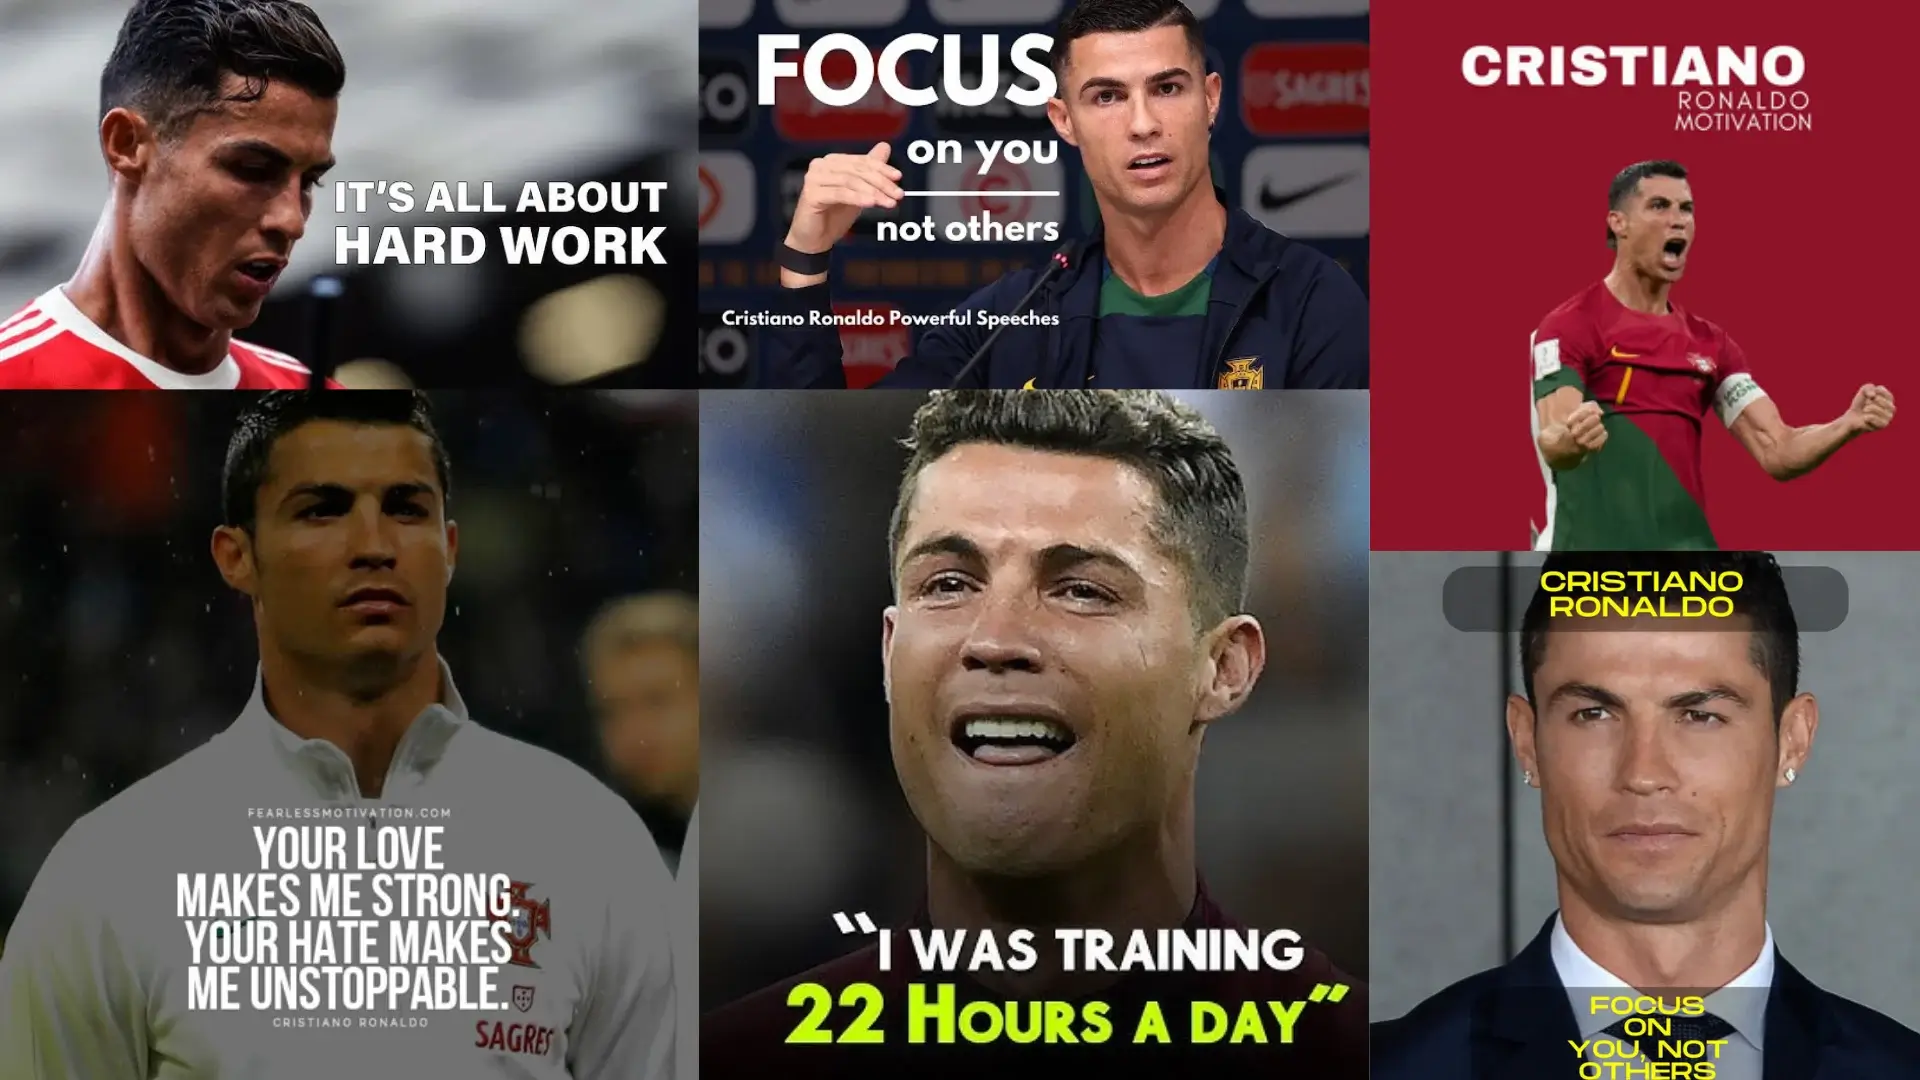 IT'S ALL ABOUT
HARD WORK
FOCUS
on you
not others
Cristiano Ronaldo Powerful Speeches
SAGRES
CRISTIANO
RONALDO
MOTIVATION
FEARLESSMOTIVATION.COM
YOUR LOVE
MAKES ME STRONG.
YOUR HATE MAKES
ME UNSTOPPABLE.
CRISTIANO RONALDO
SAGRES
“I WAS TRAINING
22 HOURS A DAY”
CRISTIANO
RONALDO
FOCUS
ON
YOU, NOT
OTHERS